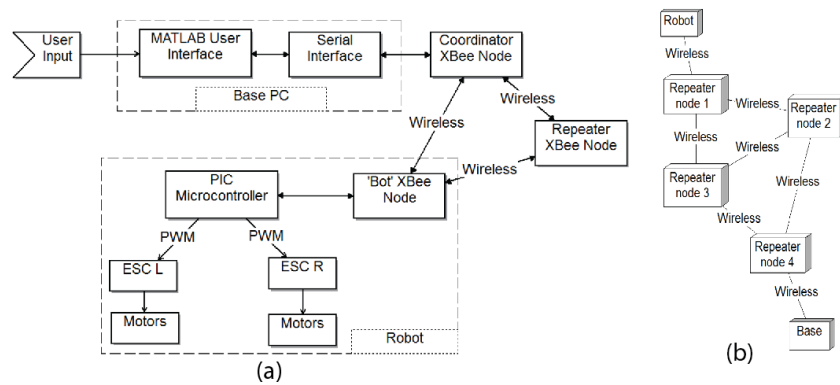 User
Input
MATLAB User
Interface
Serial
Interface
Coordinator
XBee Node
Base PC
Wireless
Wireless
Repeater
XBee Node
Wireless
'Bot' XBee
Node
PIC
Microcontroller
PWM
PWM
ESC L
ESC R
Motors
Motors
Robot
(a)
Robot
Wireless
Repeater
node 1
Wireless
Repeater
node 2
Wireless
Wireless
Repeater
node 3
Wireless
Wireless
Repeater
node 4
Wireless
Base
(b)